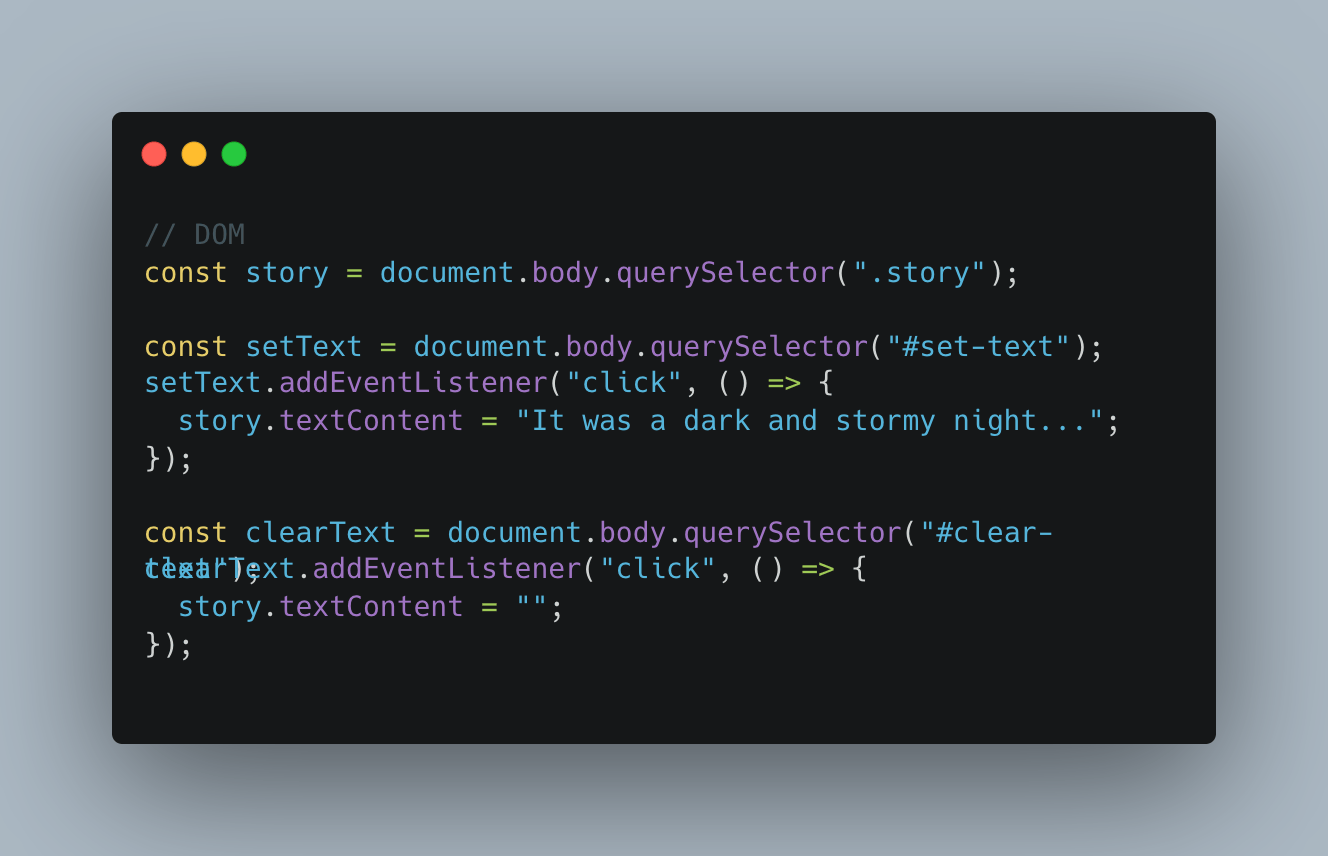 // DOM
const story = document.body.querySelector(".story");
const setText = document.body.querySelector("#set-text");
setText.addEventListener("click", () => {
  story.textContent = "It was a dark and stormy night...";
});
const clearText = document.body.querySelector("#clear-
text");
clearText.addEventListener("click", () => {
  story.textContent = "";
});